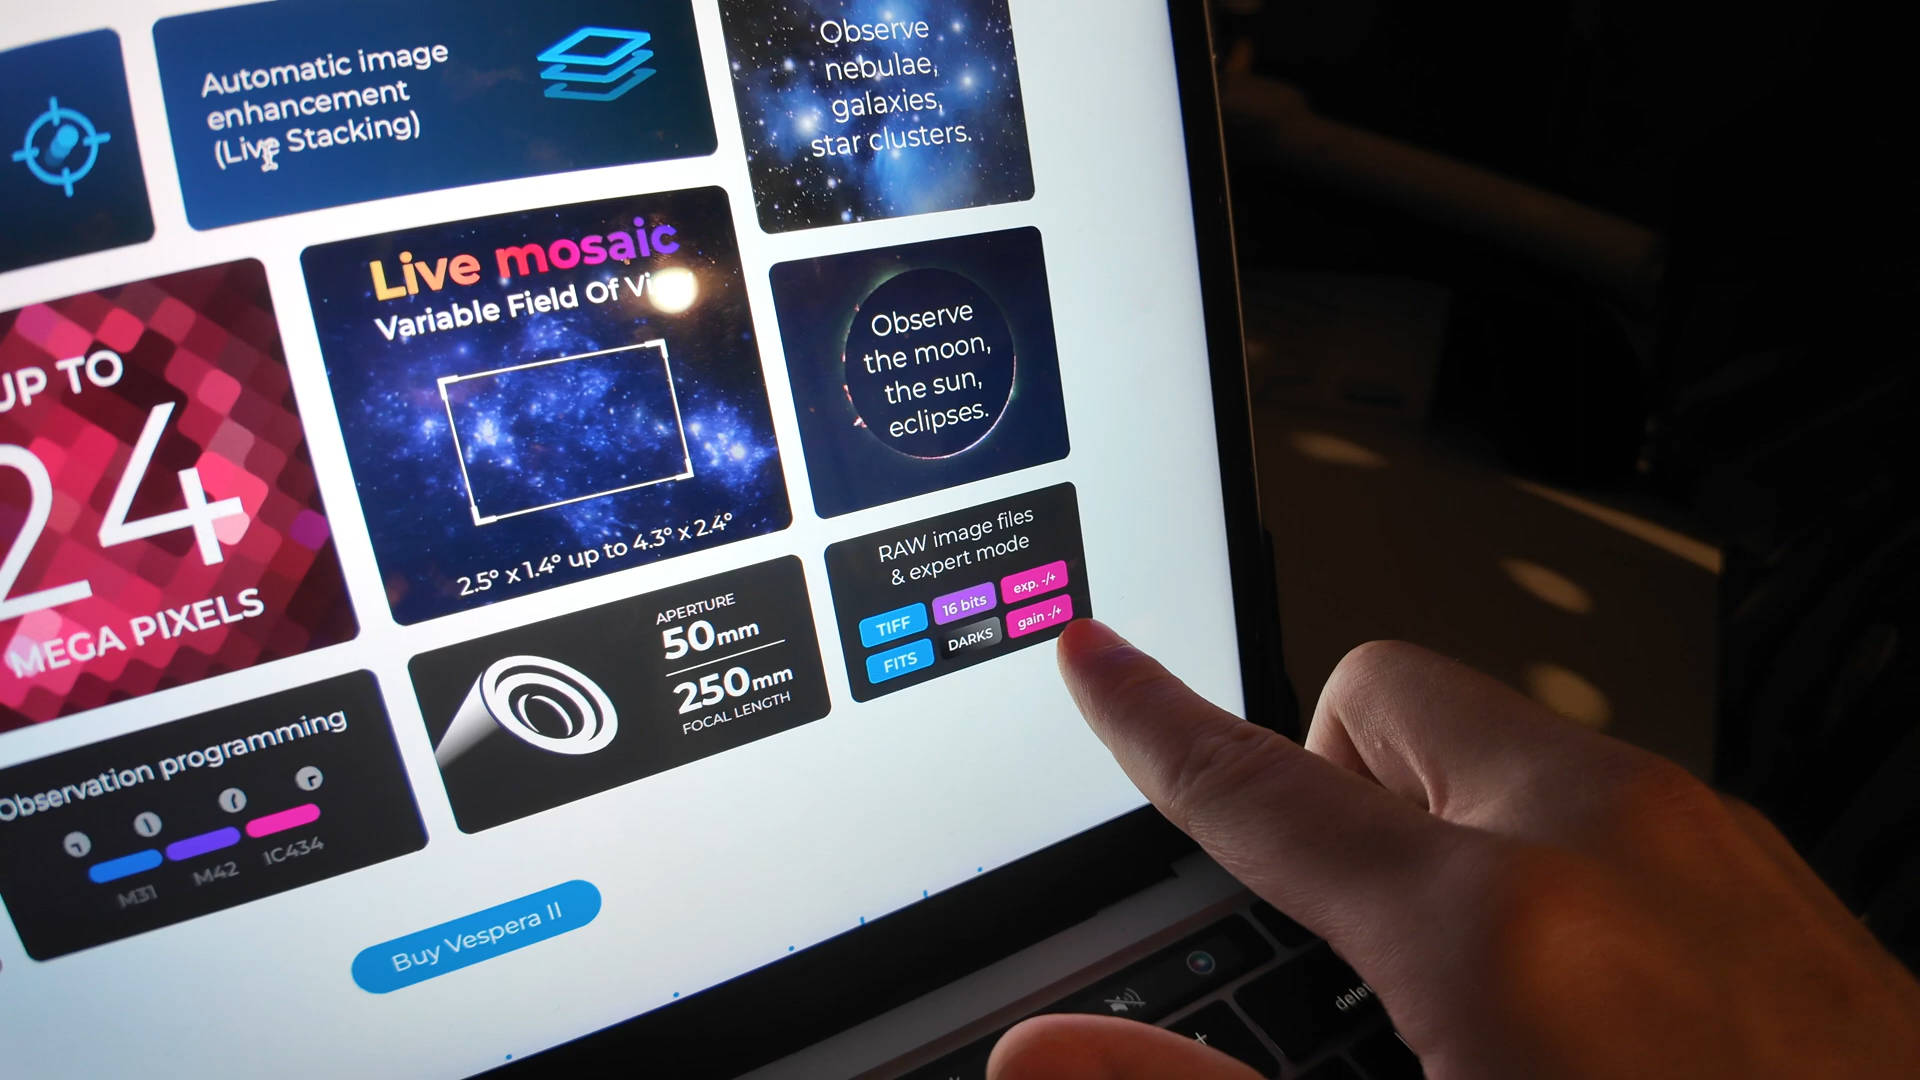 Automatic image
enhancement
(Live Stacking)
Observe
nebulae,
galaxies,
star clusters.
UP TO
24
MEGA PIXELS
Live mosaic
Variable Field Of
2.5° x 1.4° up to 4.3° x 2.4°
Observe
the moon,
the sun,
eclipses.
Observation programming
M31
M42
IC434
APERTURE
50mm
250mm
FOCAL LENGTH
RAW image files
& expert mode
TIFF
16 bits
exp. -/+
FITS
DARKS
gain -/+
Buy Vespera II